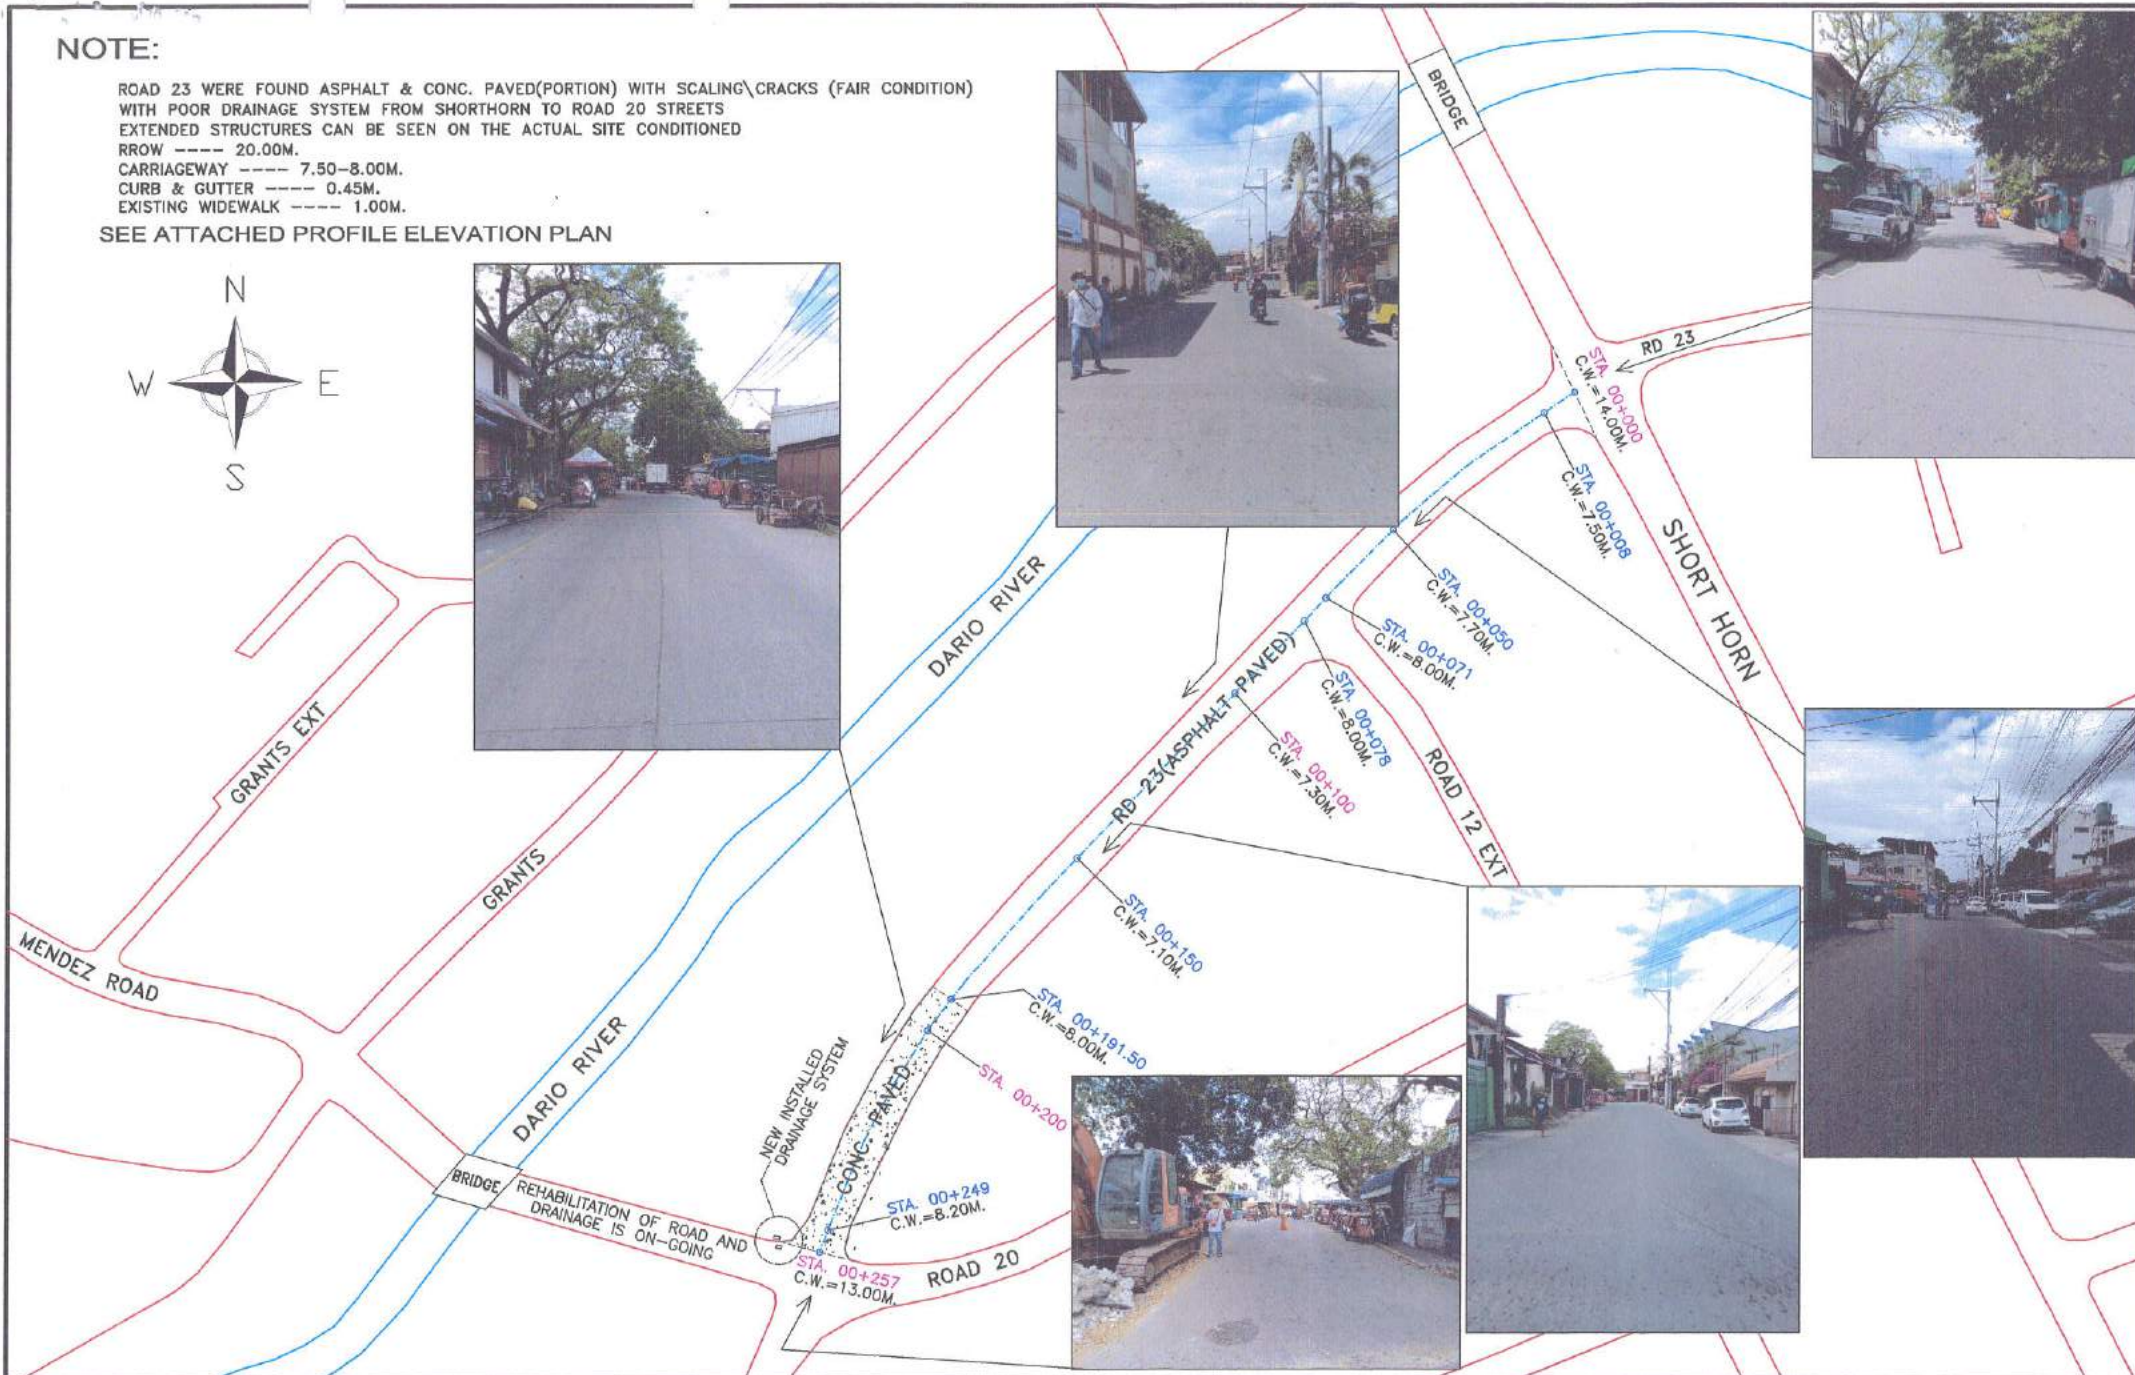 NOTE:
ROAD 23 WERE FOUND ASPHALT & CONC. PAVED(PORTION) WITH SCALING\CRACKS (FAIR CONDITION)
WITH POOR DRAINAGE SYSTEM FROM SHORTHORN TO ROAD 20 STREETS
EXTENDED STRUCTURES CAN BE SEEN ON THE ACTUAL SITE CONDITIONED
RROW ---- 20.00M.
CARRIAGEWAY ---- 7.50-8.00M.
CURB & GUTTER ---- 0.45M.
EXISTING WIDEWALK ---- 1.00M.
SEE ATTACHED PROFILE ELEVATION PLAN
N
W
E
S
BRIDGE
RD 23
STA. 00+000
C.W.=14.00M.
STA. 00+008
C.W.=7.50M.
SHORT HORN
STA. 00+050
C.W.=7.70M.
STA. 00+071
C.W.=8.00M.
STA. 00+078
C.W.=8.00M.
STA. 00+100
C.W.=7.30M.
ROAD 12 EXT
RD 23(ASPHALT PAVED)
DARIO RIVER
GRANTS EXT
GRANTS
MENDEZ ROAD
STA. 00+150
C.W.=7.10M.
STA. 00+191.50
C.W.=8.00M.
STA. 00+200
CONC. PAVED
NEW INSTALLED
DRAINAGE SYSTEM
DARIO RIVER
BRIDGE
REHABILITATION OF ROAD AND
DRAINAGE IS ON-GOING
STA. 00+249
C.W.=8.20M.
STA. 00+257
C.W.=13.00M.
ROAD 20